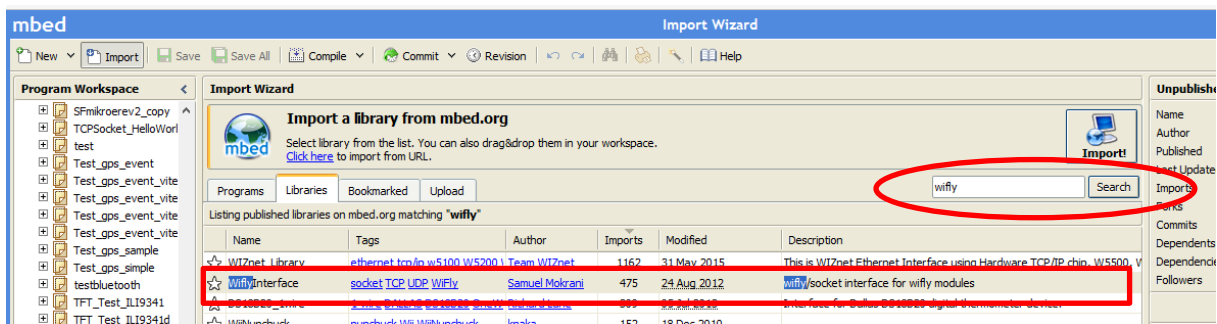 mbed Import Wizard
New Import Save Save All Compile Commit Revision Help
Program Workspace <
SFmikroerev2_copy
TCPSocket_HelloWorl
test
Test_gps_event
Test_gps_event_vite
Test_gps_event_vite
Test_gps_event_vite
Test_gps_event_vite
Test_gps_sample
Test_gps_simple
testbluetooth
TFT_Test_ILI9341
TFT_Test_ILI9341d
Import Wizard
mbed
Import a library from mbed.org
Select library from the list. You can also drag&drop them in your workspace.
Click here to import from URL.
Import!
Programs Libraries Bookmarked Upload
wifly Search
Listing published libraries on mbed.org matching "wifly"
Name Tags Author Imports Modified Description
WIZnet_Library ethernet tcp/ip w5100 W5200 Team WIZnet 1162 31 May 2015 This is WIZnet Ethernet Interface using Hardware TCP/IP chip, W5500, W
WiflyInterface socket TCP UDP WiFly Samuel Mokrani 475 24 Aug 2012 wifly/socket interface for wifly modules
WiiNunchuck nunchuck Wii WiiNunchuck 152 18 Dec 2010
Unpublishe
Name
Author
Published
Last Update
Imports
Forks
Commits
Dependents
Dependencie
Followers